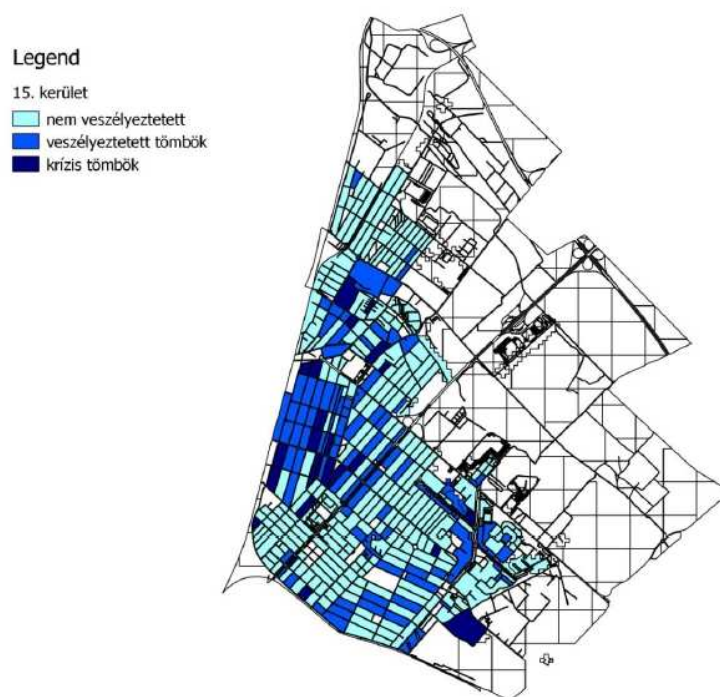 Legend
15. kerület
nem veszélyeztetett
veszélyeztetett tömbök
krízis tömbök